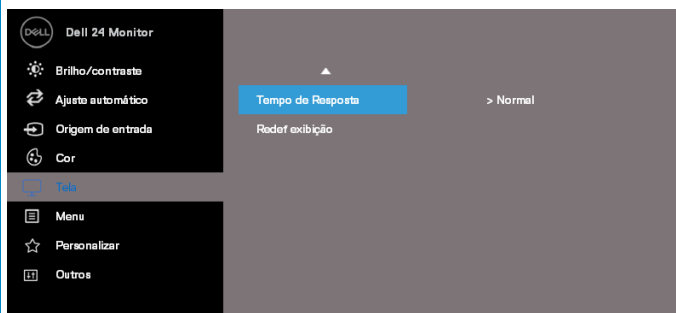 DELL Dell 24 Monitor
Brilho/contraste
Ajuste automático
Tempo de Resposta > Normal
Origem de entrada
Redef exibição
Cor
Tela
Menu
Personalizar
Outros